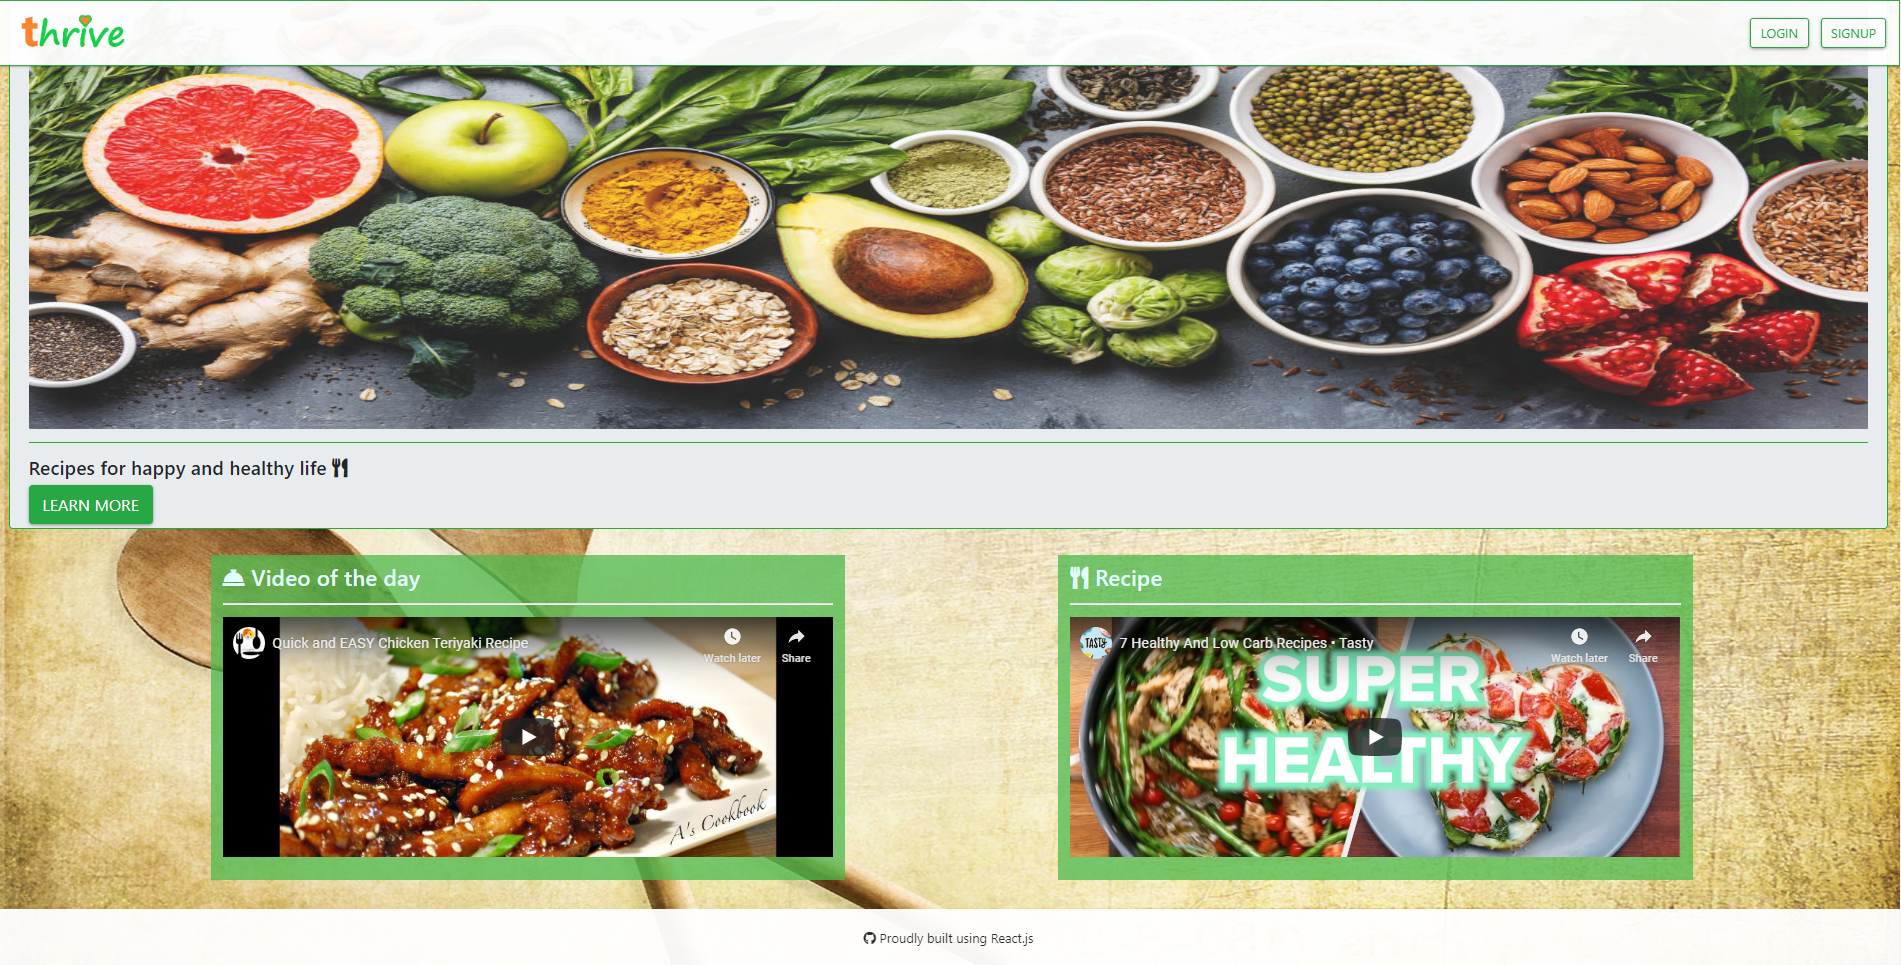 thrive
LOGIN
SIGNUP
Recipes for happy and healthy life
LEARN MORE
Video of the day
Quick and EASY Chicken Teriyaki Recipe
Watch later
Share
A's Cookbook
Recipe
TASTY
7 Healthy And Low Carb Recipes • Tasty
Watch later
Share
SUPER
HEALTHY
Proudly built using React.js